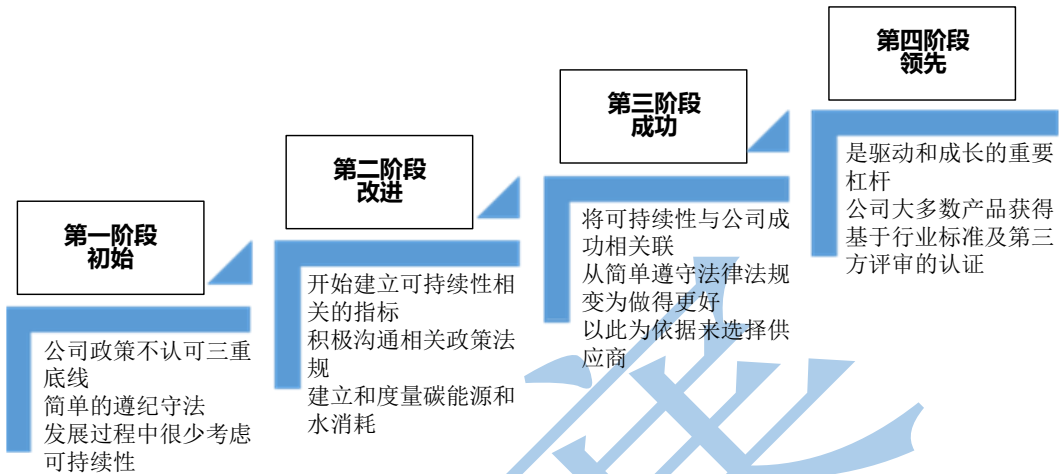 第一阶段
初始
公司政策不认可三重
底线
简单的遵纪守法
发展过程中很少考虑
可持续性
第二阶段
改进
开始建立可持续性相
关的指标
积极沟通相关政策法
规
建立和度量碳能源和
水消耗
第三阶段
成功
将可持续性与公司成
功相关联
从简单遵守法律法规
变为做得更好
以此为依据来选择供
应商
第四阶段
领先
是驱动和成长的重要
杠杆
公司大多数产品获得
基于行业标准及第三
方评审的认证